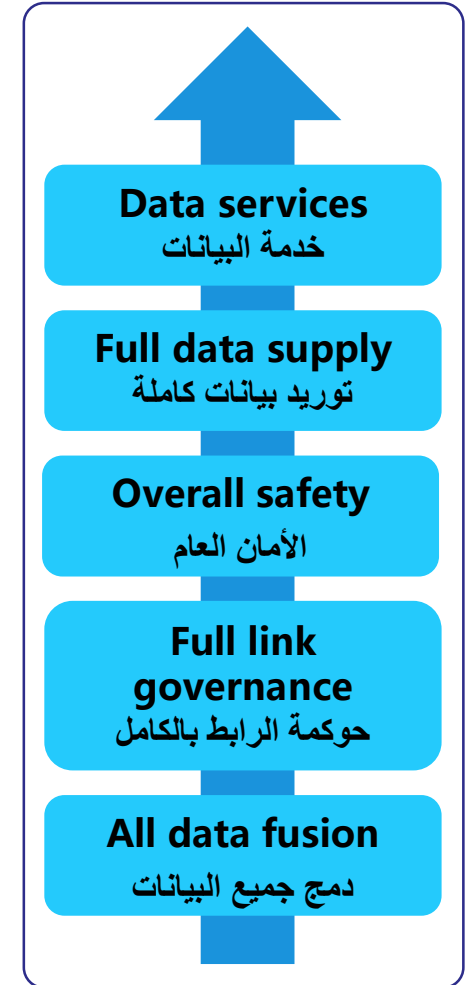 Data services
خدمة البيانات
Full data supply
توريد بيانات كاملة
Overall safety
الأمان العام
Full link
governance
حوكمة الرابط بالكامل
All data fusion
دمج جميع البيانات